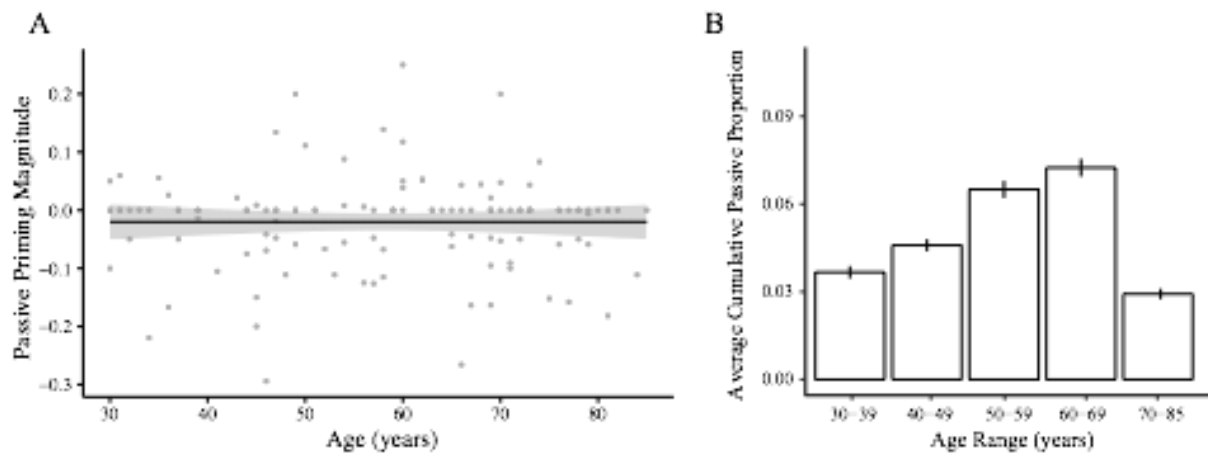 A
Passive Priming Magnitude
0.2
0.1
0.0
−0.1
−0.2
−0.3
30 40 50 60 70 80
Age (years)
B
Average Cumulative Passive Proportion
0.09
0.06
0.03
0.00
30−39 40−49 50−59 60−69 70−85
Age Range (years)